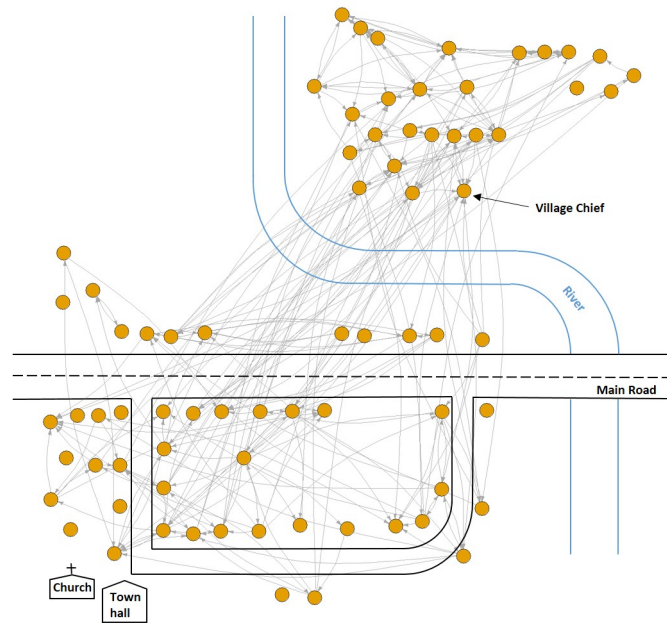 Village Chief
River
Main Road
Church
Town
hall